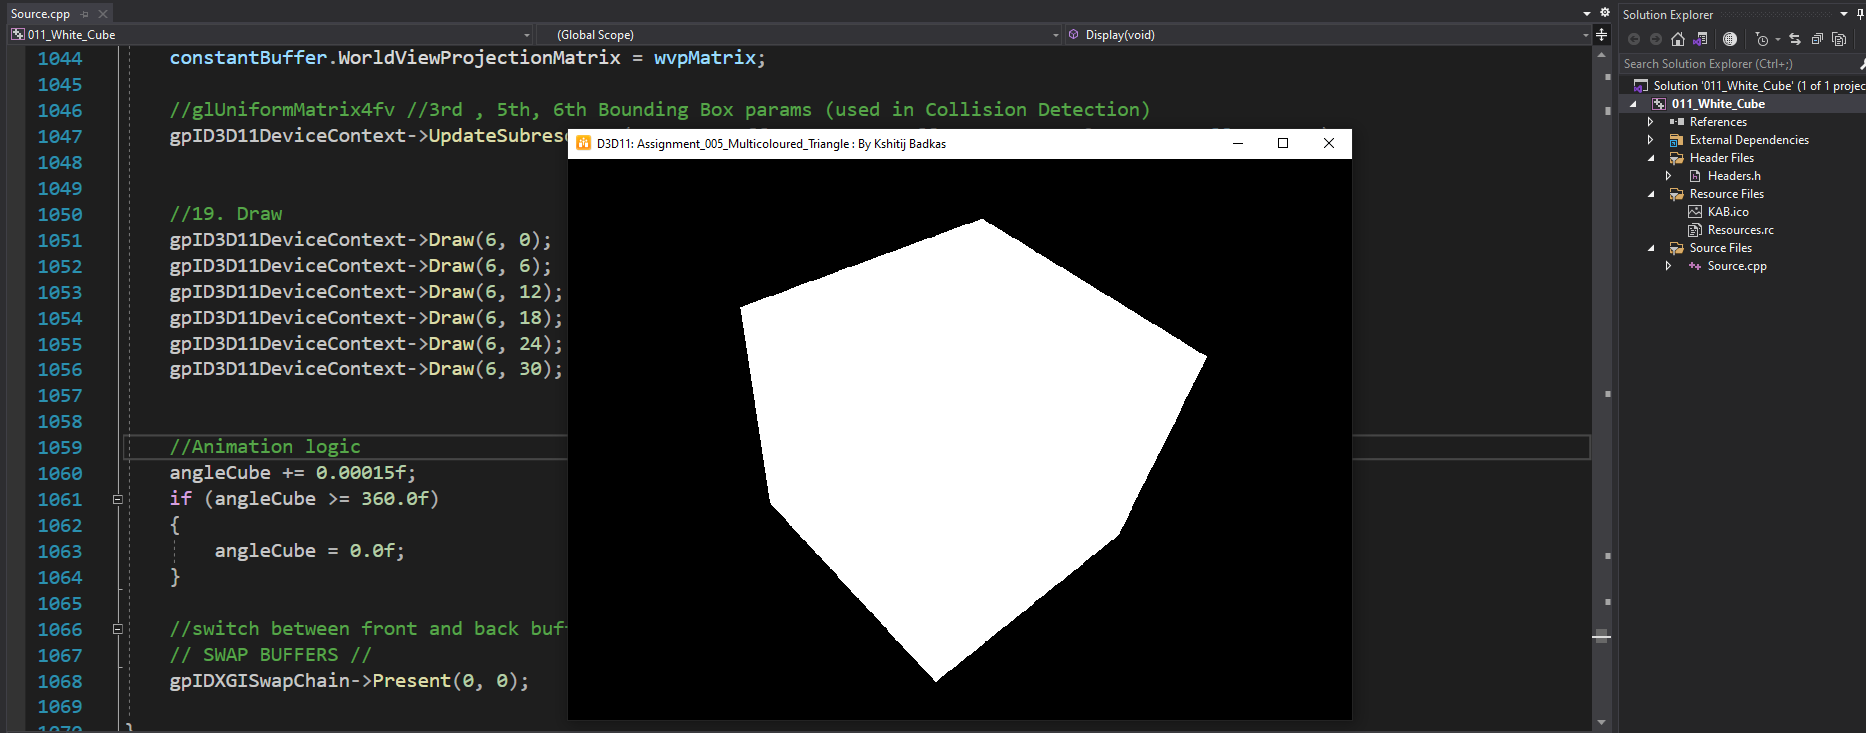 Source.cpp
011_White_Cube
(Global Scope)
Display(void)
1044 constantBuffer.WorldViewProjectionMatrix = wvpMatrix;
1045
1046 //glUniformMatrix4fv //3rd , 5th, 6th Bounding Box params (used in Collision Detection)
1047 gpID3D11DeviceContext->UpdateSubreso
1048
1049
1050 //19. Draw
1051 gpID3D11DeviceContext->Draw(6, 0);
1052 gpID3D11DeviceContext->Draw(6, 6);
1053 gpID3D11DeviceContext->Draw(6, 12);
1054 gpID3D11DeviceContext->Draw(6, 18);
1055 gpID3D11DeviceContext->Draw(6, 24);
1056 gpID3D11DeviceContext->Draw(6, 30);
1057
1058
1059 //Animation logic
1060 angleCube += 0.00015f;
1061 if (angleCube >= 360.0f)
1062 {
1063 angleCube = 0.0f;
1064 }
1065
1066 //switch between front and back buf
1067 // SWAP BUFFERS //
1068 gpIDXGISwapChain->Present(0, 0);
1069
1070 }
D3D11: Assignment_005_Multicoloured_Triangle : By Kshitij Badkas
Solution Explorer
Search Solution Explorer (Ctrl+;)
Solution '011_White_Cube' (1 of 1 projec
011_White_Cube
References
External Dependencies
Header Files
Headers.h
Resource Files
KAB.ico
Resources.rc
Source Files
Source.cpp